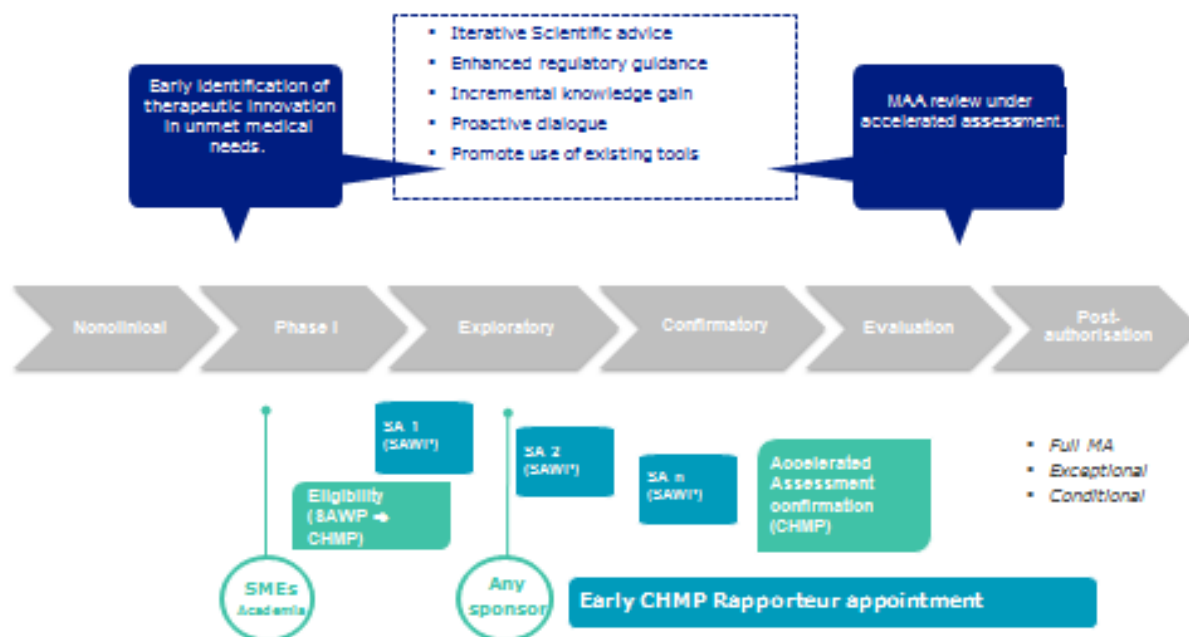 ▪ Iterative Scientific advice
▪ Enhanced regulatory guidance
▪ Incremental knowledge gain
▪ Proactive dialogue
▪ Promote use of existing tools
Early identification of
therapeutic innovation
in unmet medical
needs.
MAA review under
accelerated assessment.
Nonclinical
Phase I
Exploratory
Confirmatory
Evaluation
Post-
authorisation
SA 1
(SAWP)
SA 2
(SAWP)
SA n
(SAWP)
Eligibility
(SAWP ➔
CHMP)
Accelerated
Assessment
confirmation
(CHMP)
▪ Full MA
▪ Exceptional
▪ Conditional
SMEs
Academia
Any
sponsor
Early CHMP Rapporteur appointment